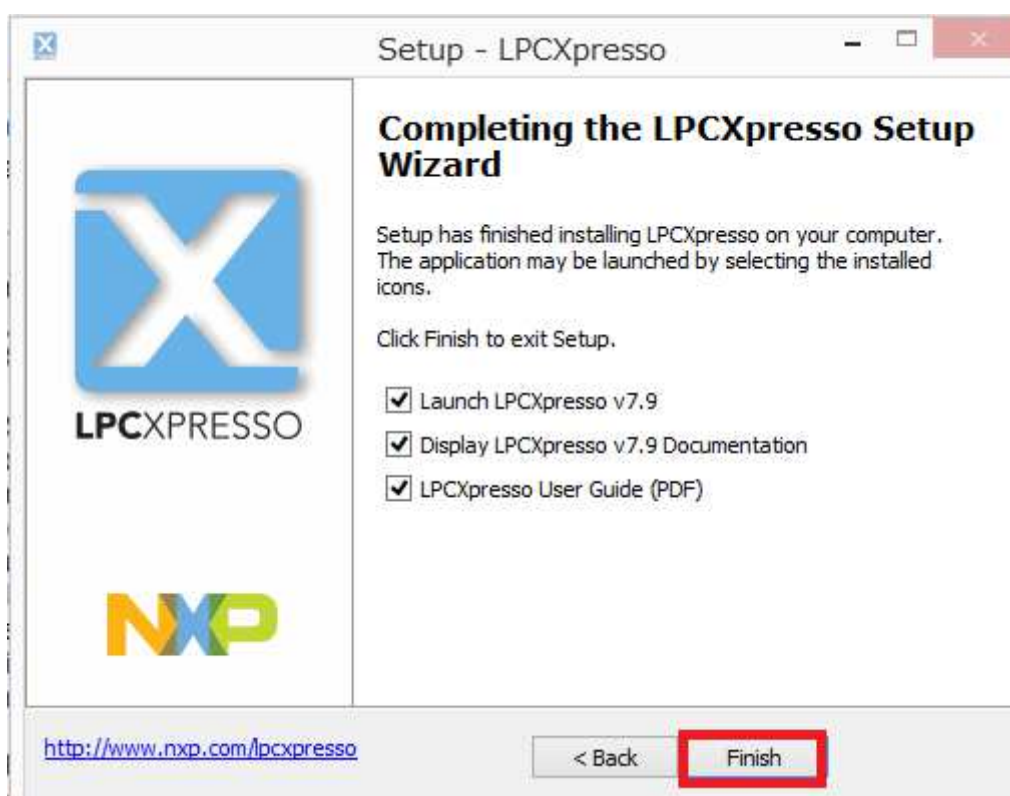 Setup - LPCXpresso
Completing the LPCXpresso Setup
Wizard
Setup has finished installing LPCXpresso on your computer.
The application may be launched by selecting the installed
icons.
Click Finish to exit Setup.
Launch LPCXpresso v7.9
Display LPCXpresso v7.9 Documentation
LPCXpresso User Guide (PDF)
LPCXPRESSO
NXP
http://www.nxp.com/lpcxpresso
< Back
Finish